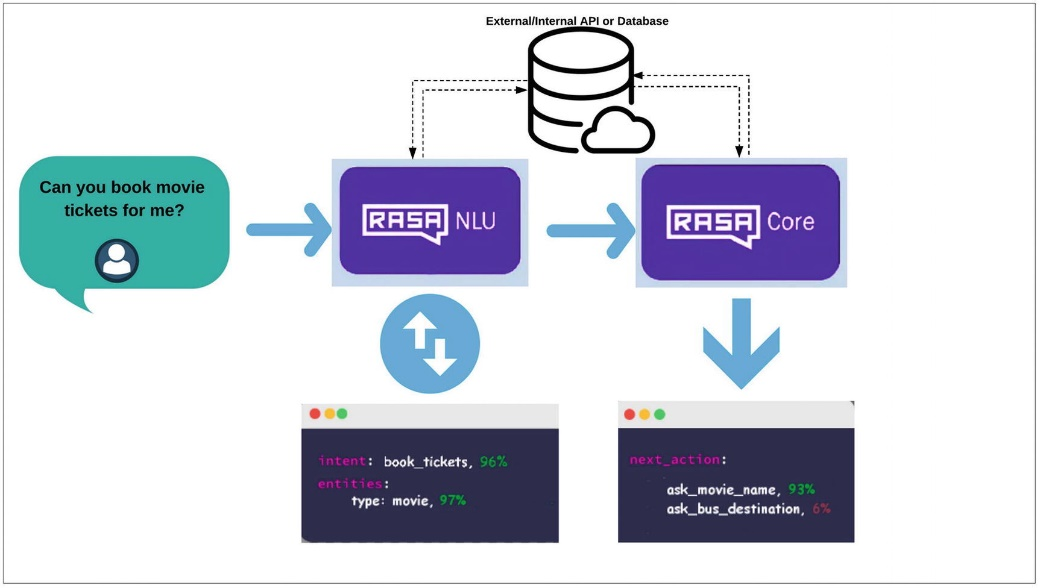 External/Internal API or Database
Can you book movie
tickets for me?
RASA NLU
RASA Core
intent: book_tickets, 96%
entities:
type: movie, 97%
next_action:
ask_movie_name, 93%
ask_bus_destination, 6%